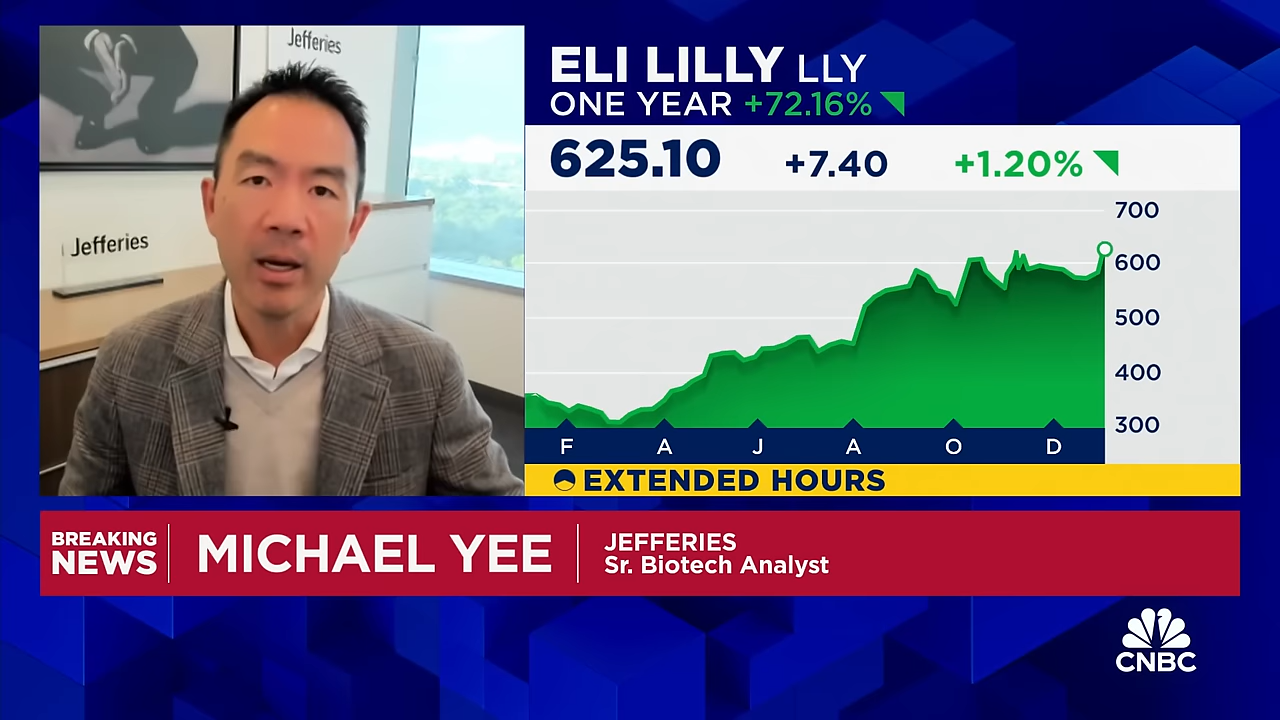 Jefferies
Jefferies
ELI LILLY LLY
ONE YEAR +72.16%
625.10 +7.40 +1.20%
700
600
500
400
300
F A J A O D
EXTENDED HOURS
BREAKING
NEWS
MICHAEL YEE
JEFFERIES
Sr. Biotech Analyst
CNBC